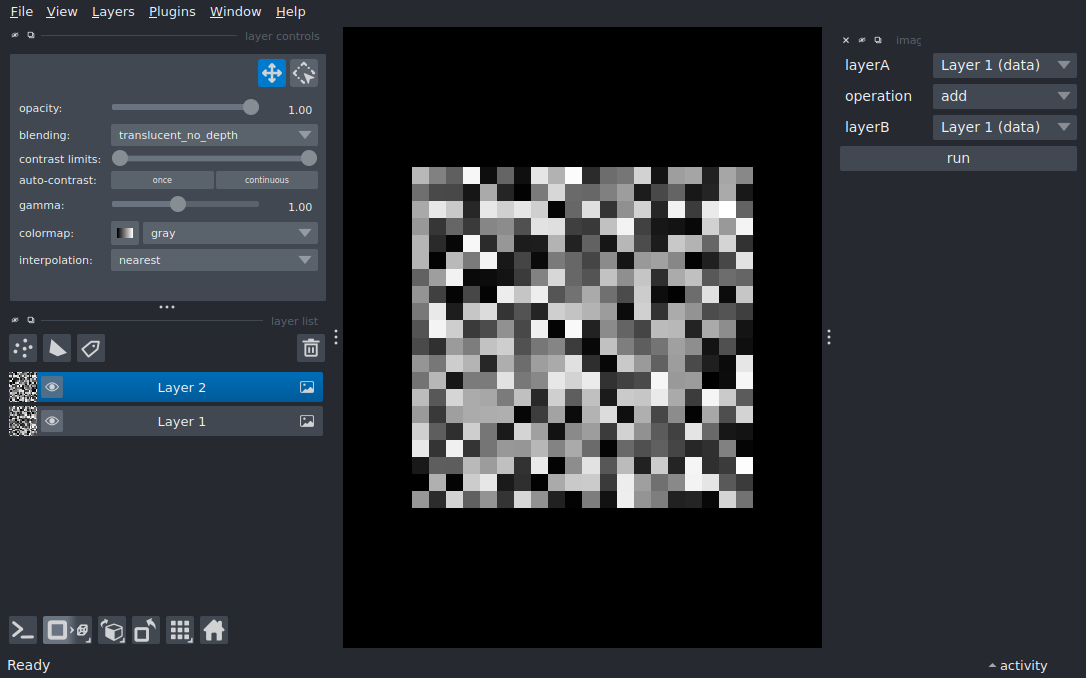 File View Layers Plugins Window Help
layer controls
opacity: 1.00
blending: translucent_no_depth
contrast limits:
auto-contrast: once continuous
gamma: 1.00
colormap: gray
interpolation: nearest
layer list
Layer 2
Layer 1
imag
layerA Layer 1 (data)
operation add
layerB Layer 1 (data)
run
Ready
activity